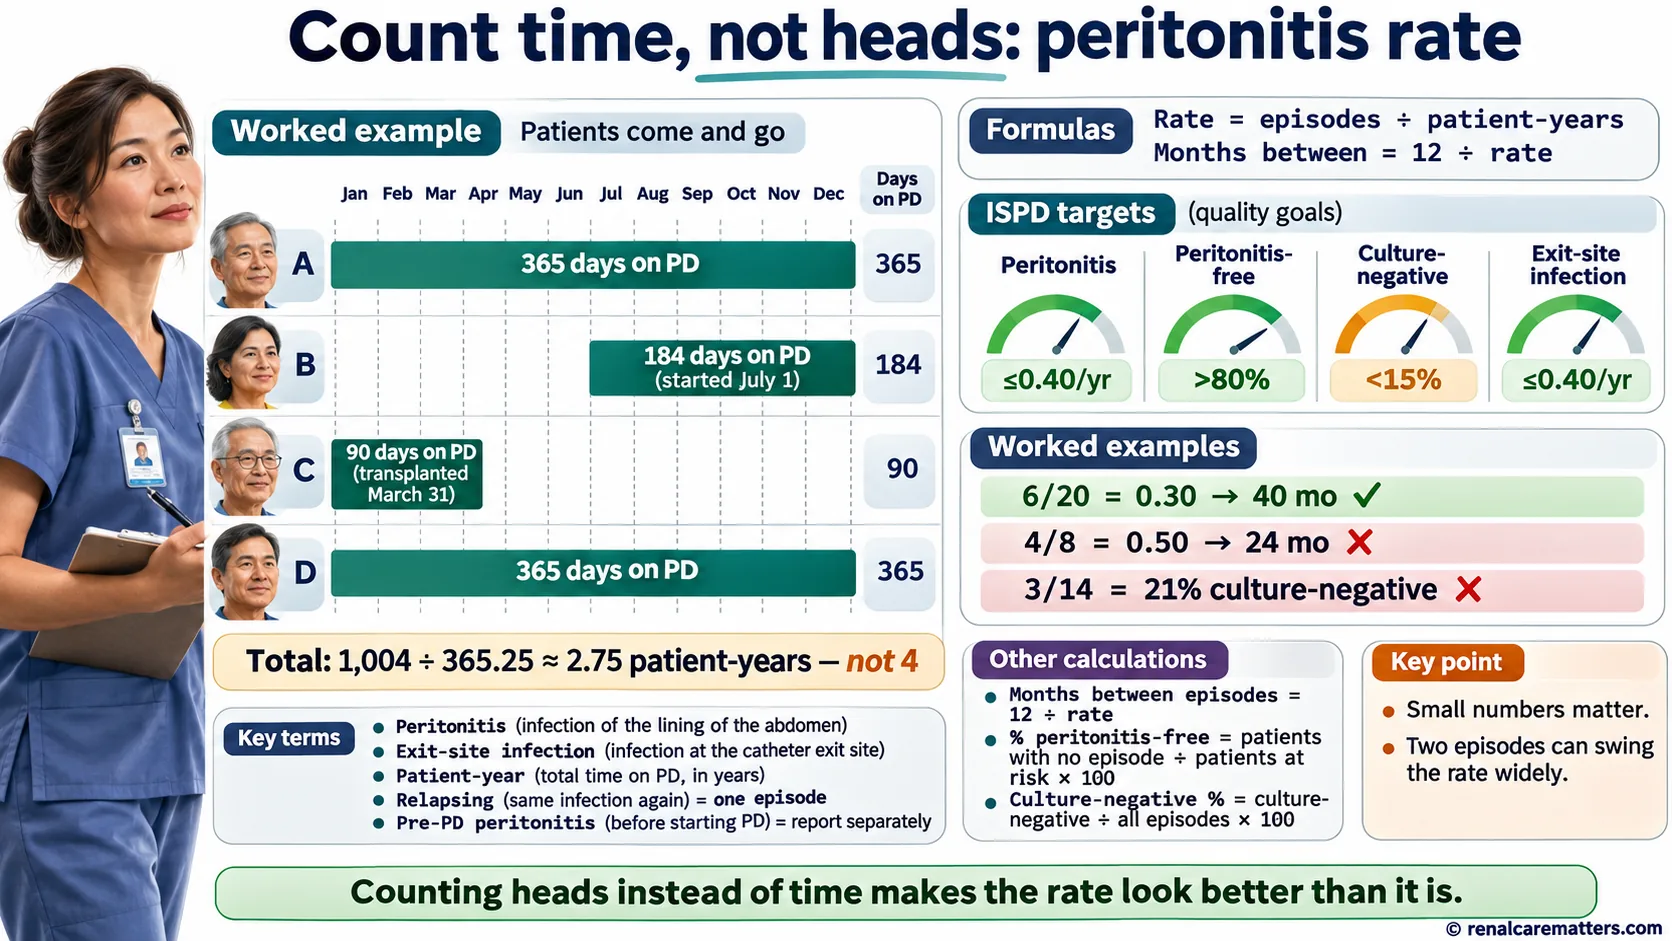 Count time, not heads: peritonitis rate
Worked example
Patients come and go
Jan Feb Mar Apr May Jun Jul Aug Sep Oct Nov Dec
Days
on PD
A
365 days on PD
365
B
184 days on PD
(started July 1)
184
C
90 days on PD
(transplanted
March 31)
90
D
365 days on PD
365
Total: 1,004 ÷ 365.25 ≈ 2.75 patient-years — not 4
Key terms
• Peritonitis (infection of the lining of the abdomen)
• Exit-site infection (infection at the catheter exit site)
• Patient-year (total time on PD, in years)
• Relapsing (same infection again) = one episode
• Pre-PD peritonitis (before starting PD) = report separately
Formulas
Rate = episodes ÷ patient-years
Months between = 12 ÷ rate
ISPD targets
(quality goals)
Peritonitis
≤0.40/yr
Peritonitis-
free
>80%
Culture-
negative
<15%
Exit-site
infection
≤0.40/yr
Worked examples
6/20 = 0.30 → 40 mo ✓
4/8 = 0.50 → 24 mo ✗
3/14 = 21% culture-negative ✗
Other calculations
• Months between episodes =
12 ÷ rate
• % peritonitis-free = patients
with no episode ÷ patients at
risk × 100
• Culture-negative % = culture-
negative ÷ all episodes × 100
Key point
• Small numbers matter.
• Two episodes can swing
the rate widely.
Counting heads instead of time makes the rate look better than it is.
© renalcarematters.com